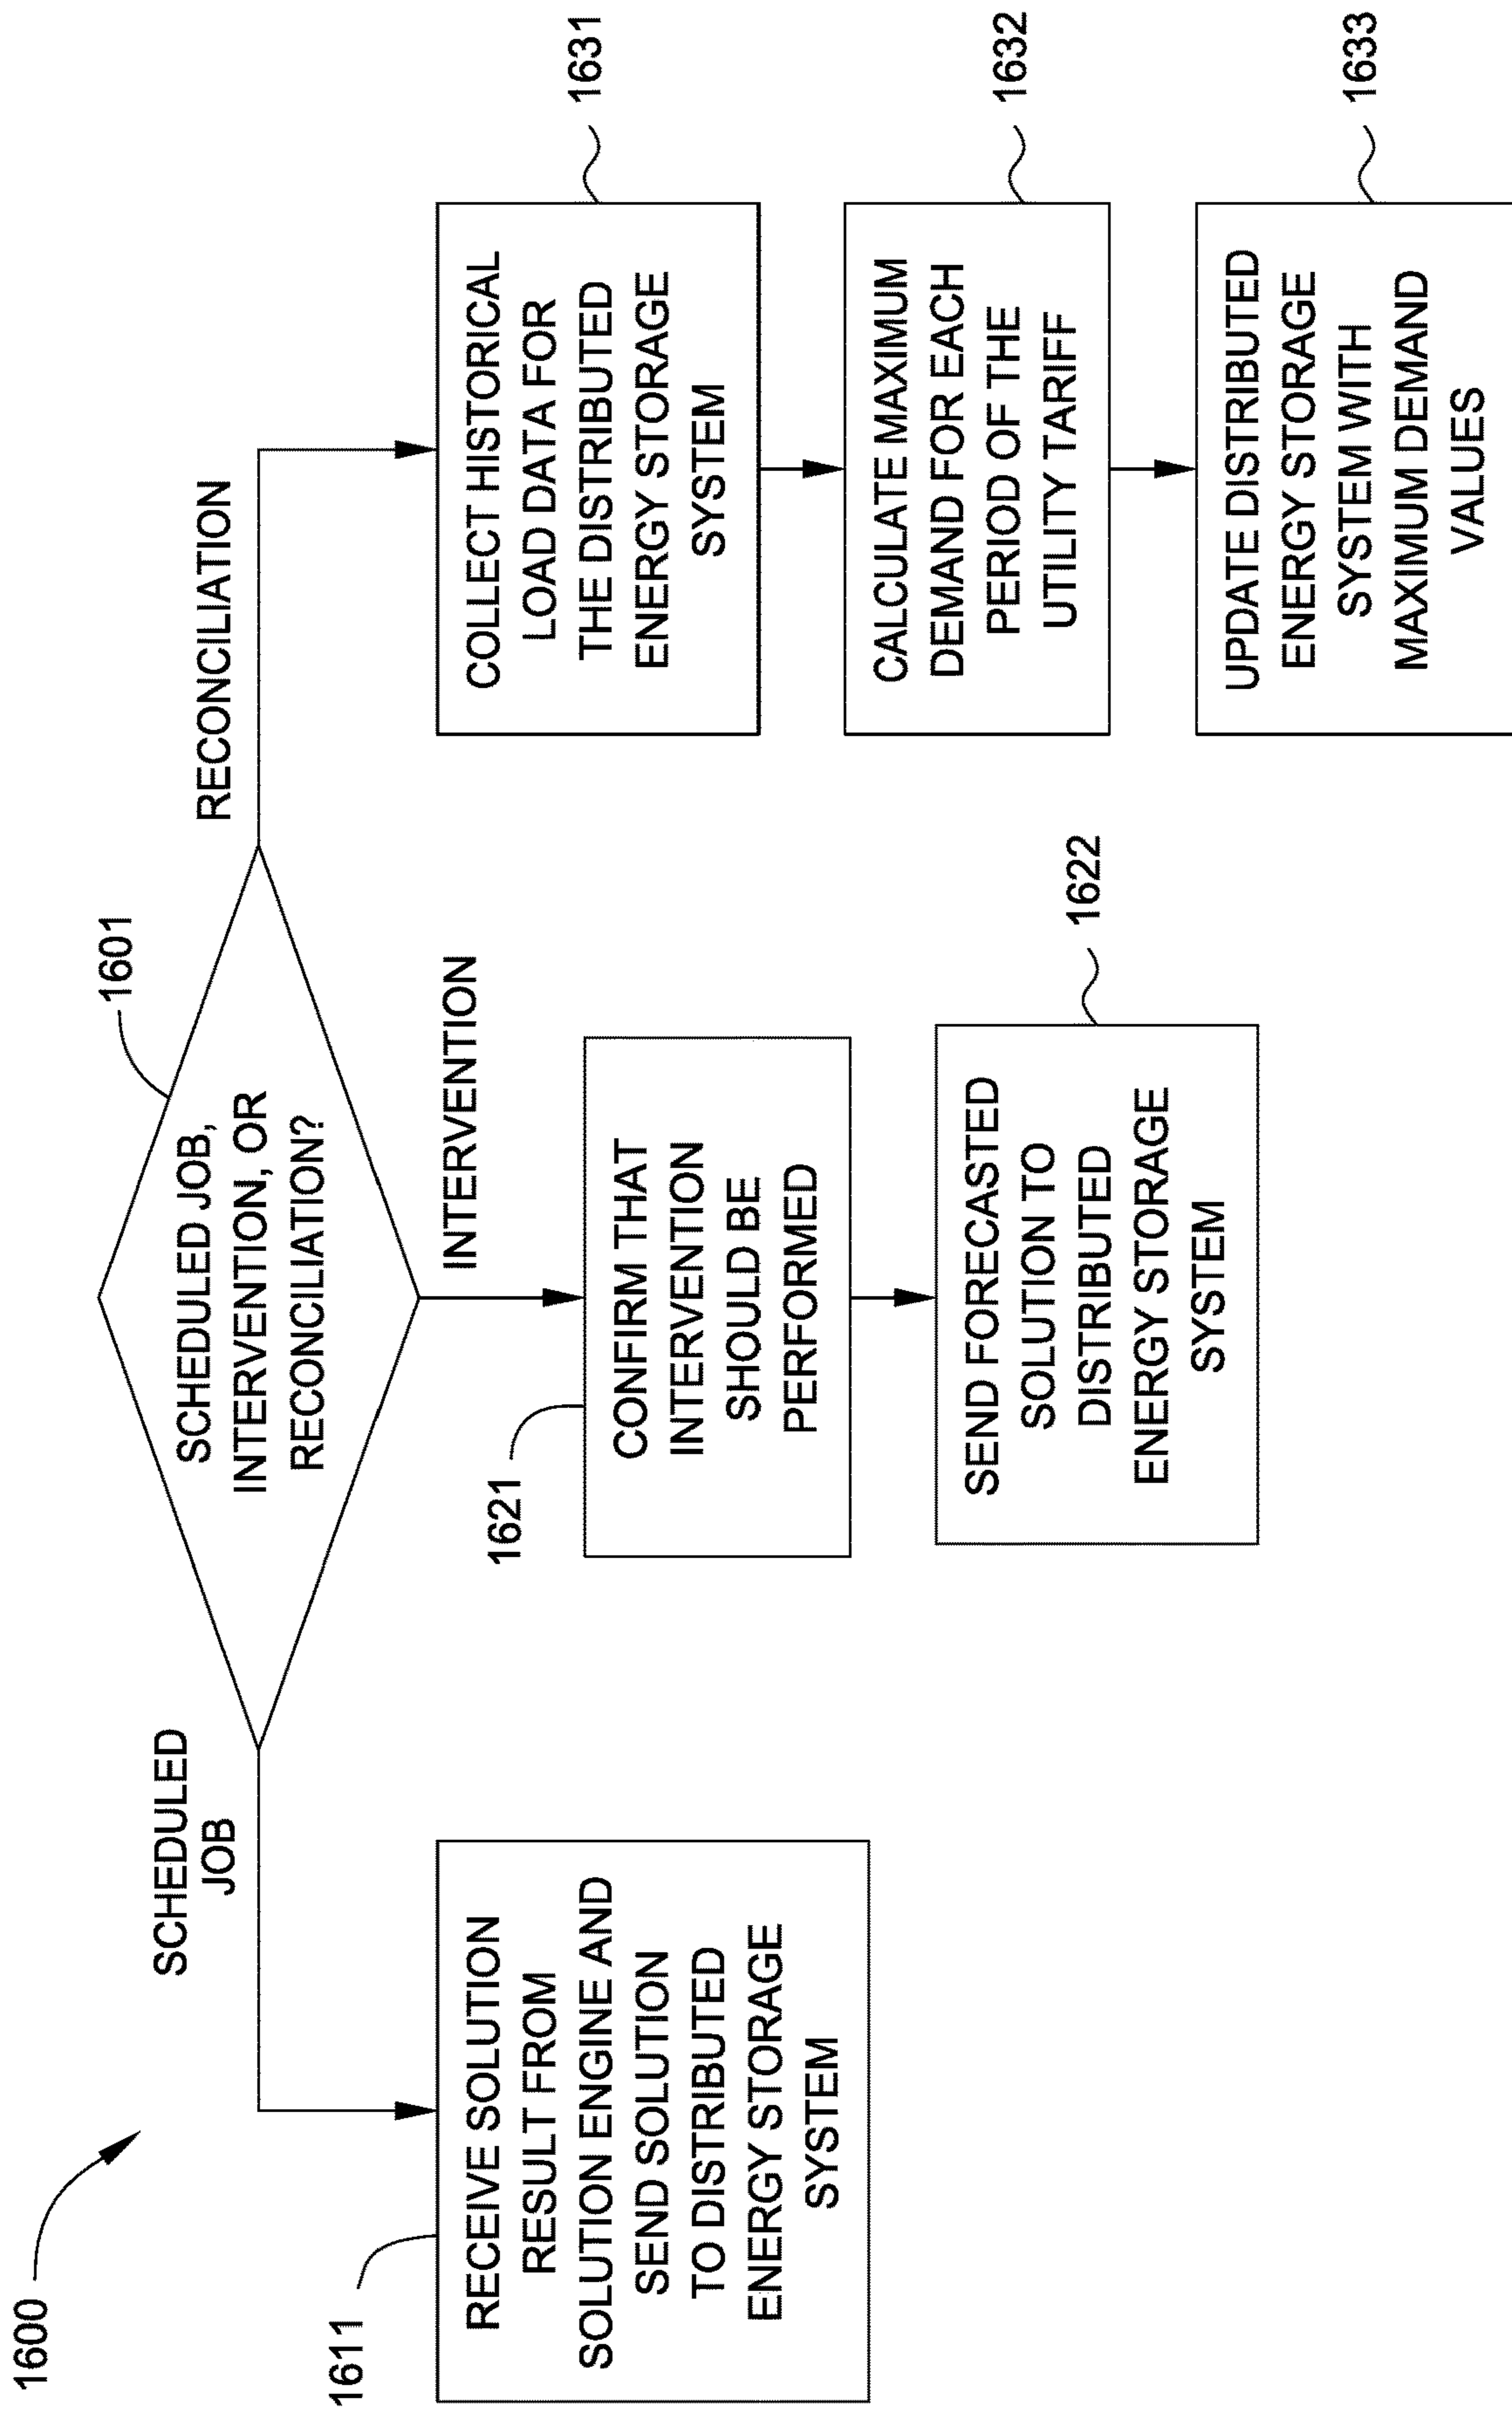 1600
1601
SCHEDULED JOB,
INTERVENTION, OR
RECONCILIATION?
SCHEDULED
JOB
1611
RECEIVE SOLUTION
RESULT FROM
SOLUTION ENGINE AND
SEND SOLUTION
TO DISTRIBUTED
ENERGY STORAGE
SYSTEM
INTERVENTION
1621
CONFIRM THAT
INTERVENTION
SHOULD BE
PERFORMED
SEND FORECASTED
SOLUTION TO
DISTRIBUTED
ENERGY STORAGE
SYSTEM
1622
RECONCILIATION
COLLECT HISTORICAL
LOAD DATA FOR
THE DISTRIBUTED
ENERGY STORAGE
SYSTEM
1631
CALCULATE MAXIMUM
DEMAND FOR EACH
PERIOD OF THE
UTILITY TARIFF
1632
UPDATE DISTRIBUTED
ENERGY STORAGE
SYSTEM WITH
MAXIMUM DEMAND
VALUES
1633